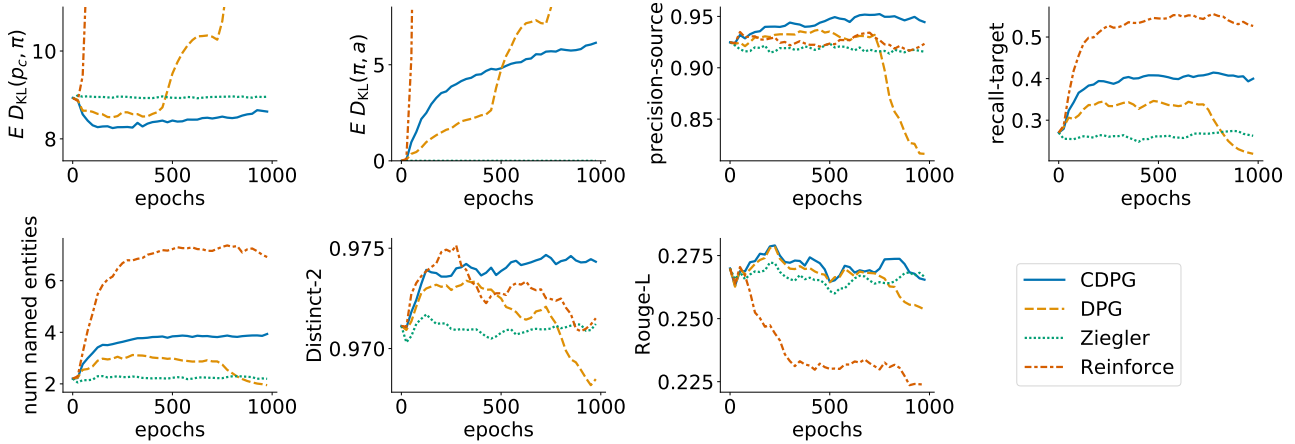 E D_KL(p_c, π)
10
8
0
500
1000
epochs
E D_KL(π, a)
5
0
0
500
1000
epochs
precision-source
0.95
0.90
0.85
0
500
1000
epochs
recall-target
0.5
0.4
0.3
0
500
1000
epochs
num named entities
6
4
2
0
500
1000
epochs
Distinct-2
0.975
0.970
0
500
1000
epochs
Rouge-L
0.275
0.250
0.225
0
500
1000
epochs
CDPG
DPG
Ziegler
Reinforce